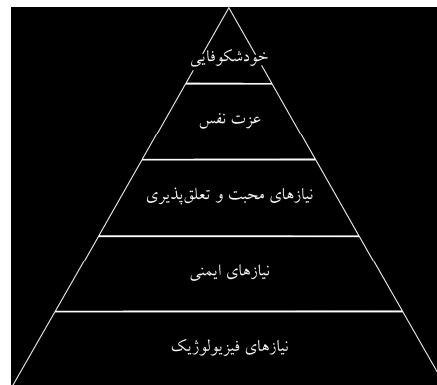 خودشکوفایی
عزت نفس
نیازهای محبت و تعلق‌پذیری
نیازهای ایمنی
نیازهای فیزیولوژیک